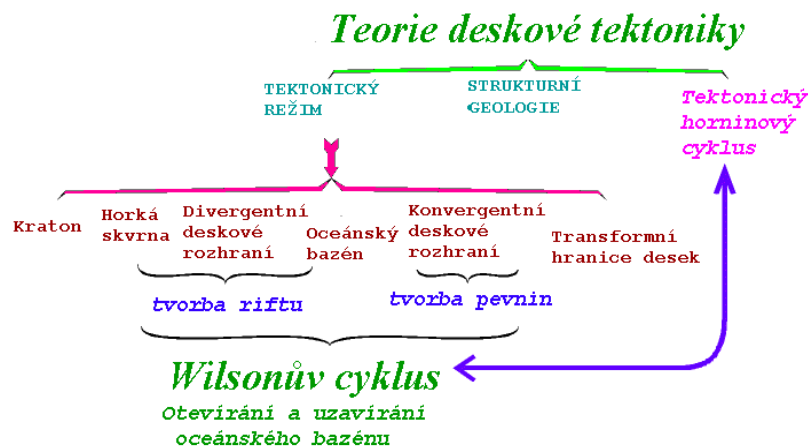 Teorie deskové tektoniky
TEKTONICKÝ
REŽIM
STRUKTURNÍ
GEOLOGIE
Tektonický
horninový
cyklus
Kraton
Horká
skvrna
Divergentní
deskové
rozhraní
Oceánský
bazén
Konvergentní
deskové
rozhraní
Transformní
hranice desek
tvorba riftu
tvorba pevnin
Wilsonův cyklus
Otevírání a uzavírání
oceánského bazénu